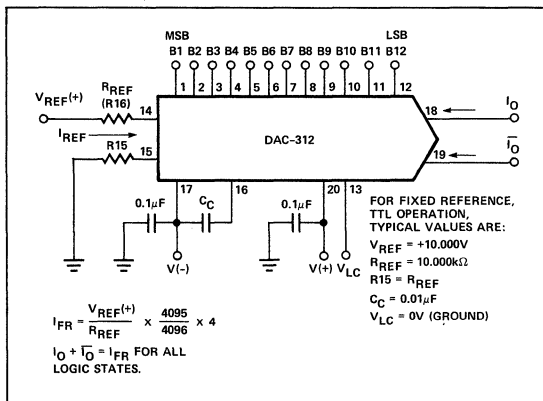 MSB LSB
B1 B2 B3 B4 B5 B6 B7 B8 B9 B10 B11 B12
1 2 3 4 5 6 7 8 9 10 11 12
VREF(+)
RREF
(R16)
14
IREF
R15
15
DAC-312
18
IO
19
I̅O̅
17 16 20 13
0.1μF
CC
0.1μF
V(-)
V(+)
VLC
FOR FIXED REFERENCE,
TTL OPERATION,
TYPICAL VALUES ARE:
VREF = +10.000V
RREF = 10.000kΩ
R15 = RREF
CC = 0.01μF
VLC = 0V (GROUND)
IFR = VREF(+) / RREF x 4095 / 4096 x 4
IO + I̅O̅ = IFR FOR ALL
LOGIC STATES.